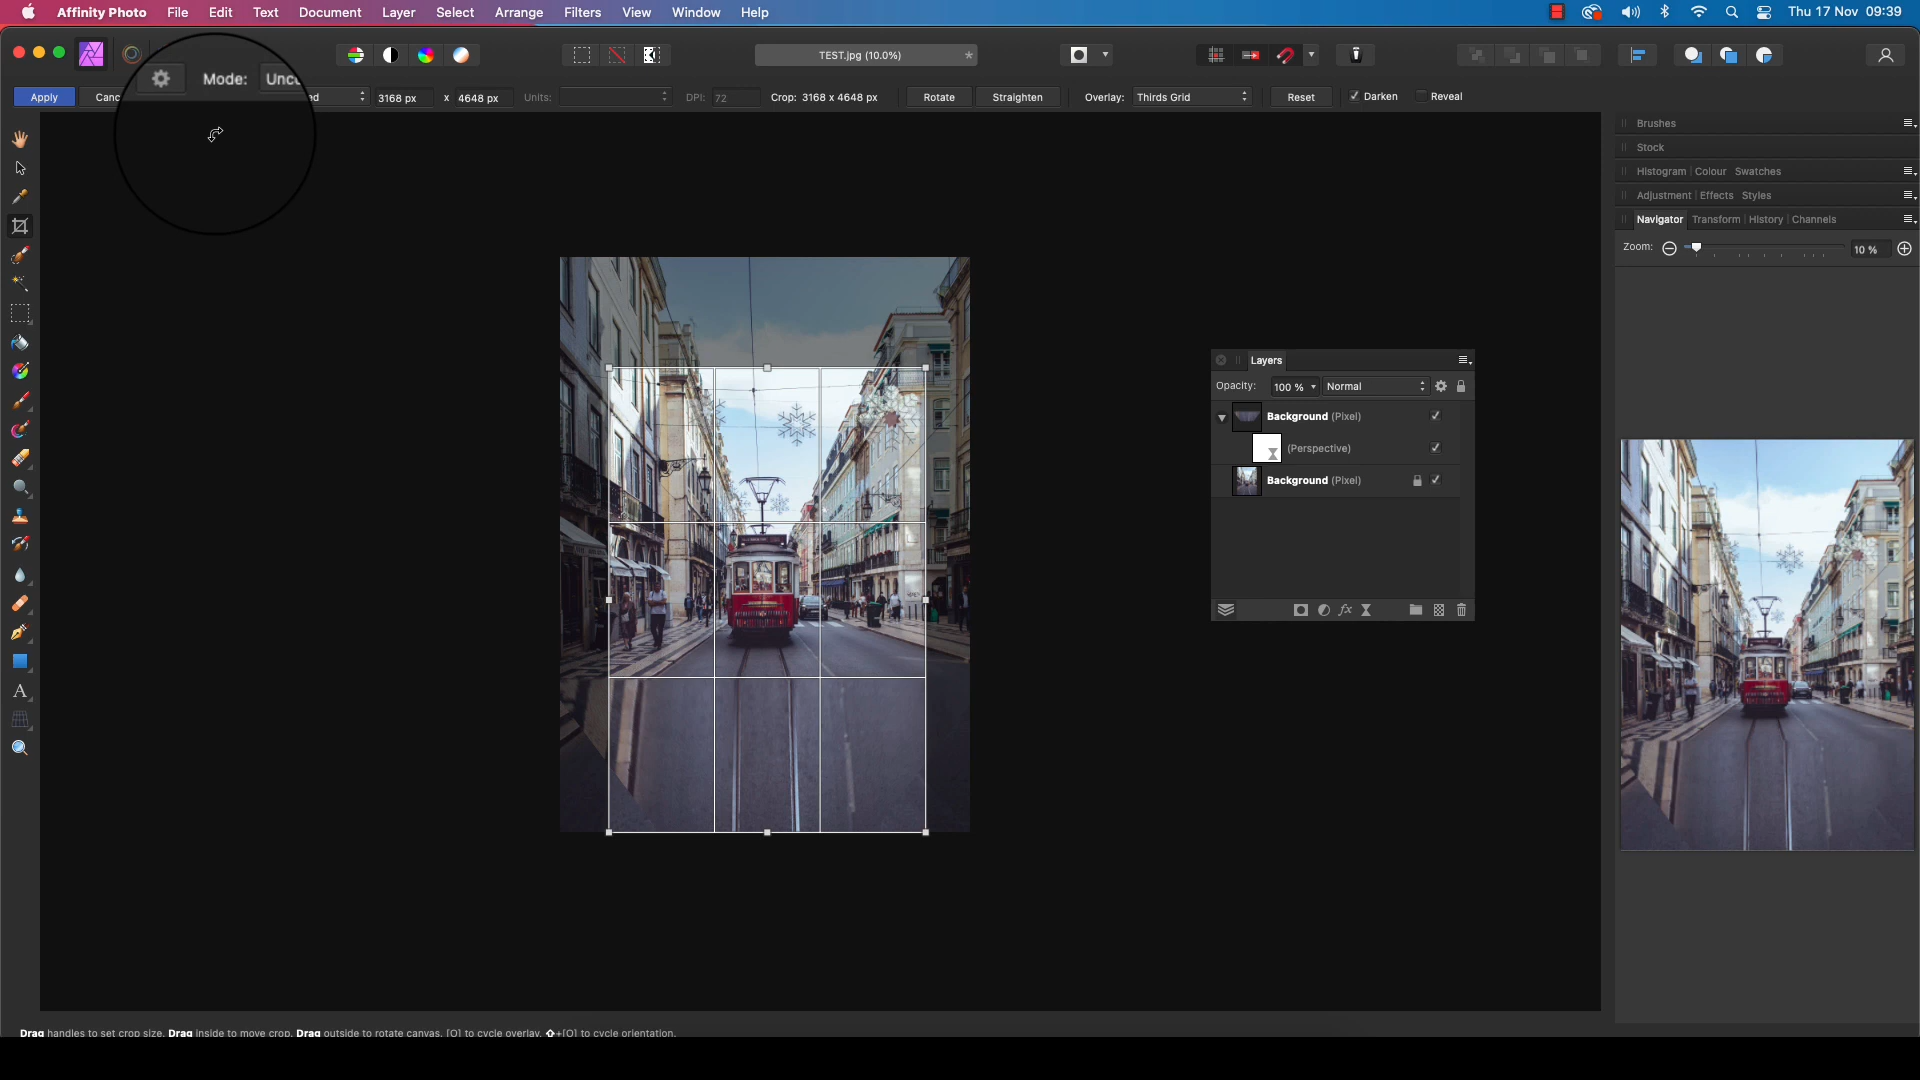 Affinity Photo File Edit Text Document Layer Select Arrange Filters View Window Help Thu 17 Nov 09:39
TEST.jpg (10.0%) *
Mode: Unc
Apply Canc ed 3168 px x 4648 px Units: DPI: 72 Crop: 3168 x 4648 px Rotate Straighten Overlay: Thirds Grid Reset Darken Reveal
Brushes
Stock
Histogram Colour Swatches
Adjustment Effects Styles
Navigator Transform History Channels
Zoom: 10 %
Layers
Opacity: 100 % Normal
Background (Pixel)
(Perspective)
Background (Pixel)
fx
A
Drag handles to set crop size. Drag inside to move crop. Drag outside to rotate canvas. [O] to cycle overlay. ⇧+[O] to cycle orientation.